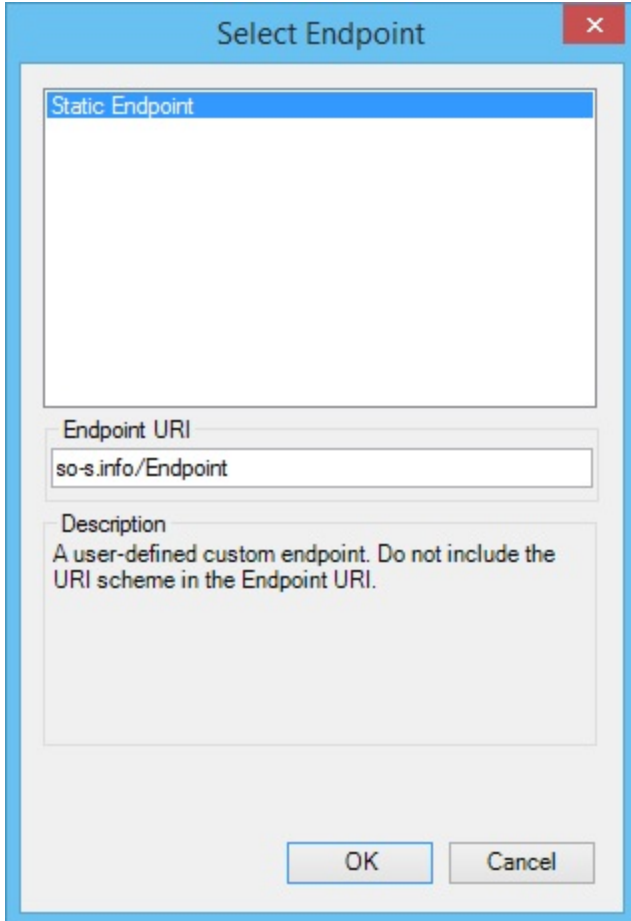 Select Endpoint
Static Endpoint
Endpoint URI
so-s.info/Endpoint
Description
A user-defined custom endpoint. Do not include the
URI scheme in the Endpoint URI.
OK
Cancel